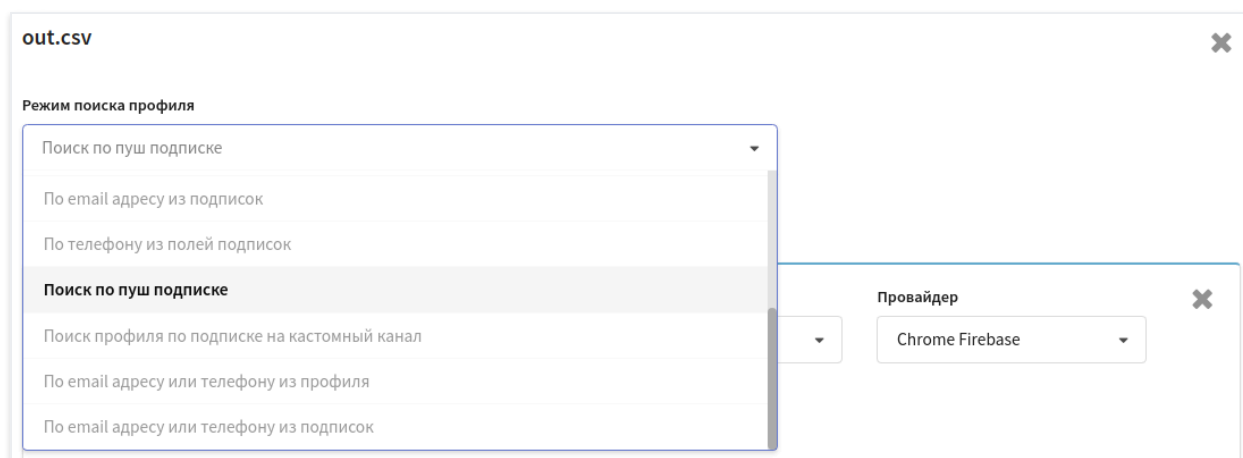 out.csv
Режим поиска профиля
Поиск по пуш подписке
По email адресу из подписок
По телефону из полей подписок
Поиск по пуш подписке
Поиск профиля по подписке на кастомный канал
По email адресу или телефону из профиля
По email адресу или телефону из подписок
Провайдер
Chrome Firebase